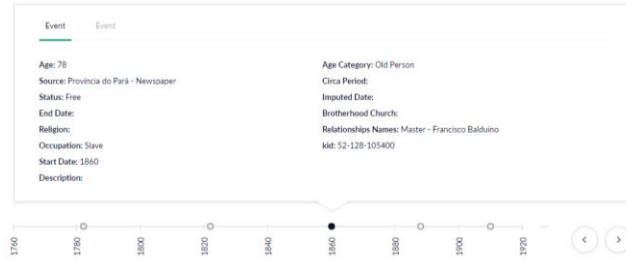 Event Event
Age: 78
Source: Província do Pará - Newspaper
Status: Free
End Date:
Religion:
Occupation: Slave
Start Date: 1860
Description:
Age Category: Old Person
Circa Period:
Imputed Date:
Brotherhood Church:
Relationships Names: Master - Francisco Balduino
kid: 52-128-105400
1760 1780 1800 1820 1840 1860 1880 1900 1920